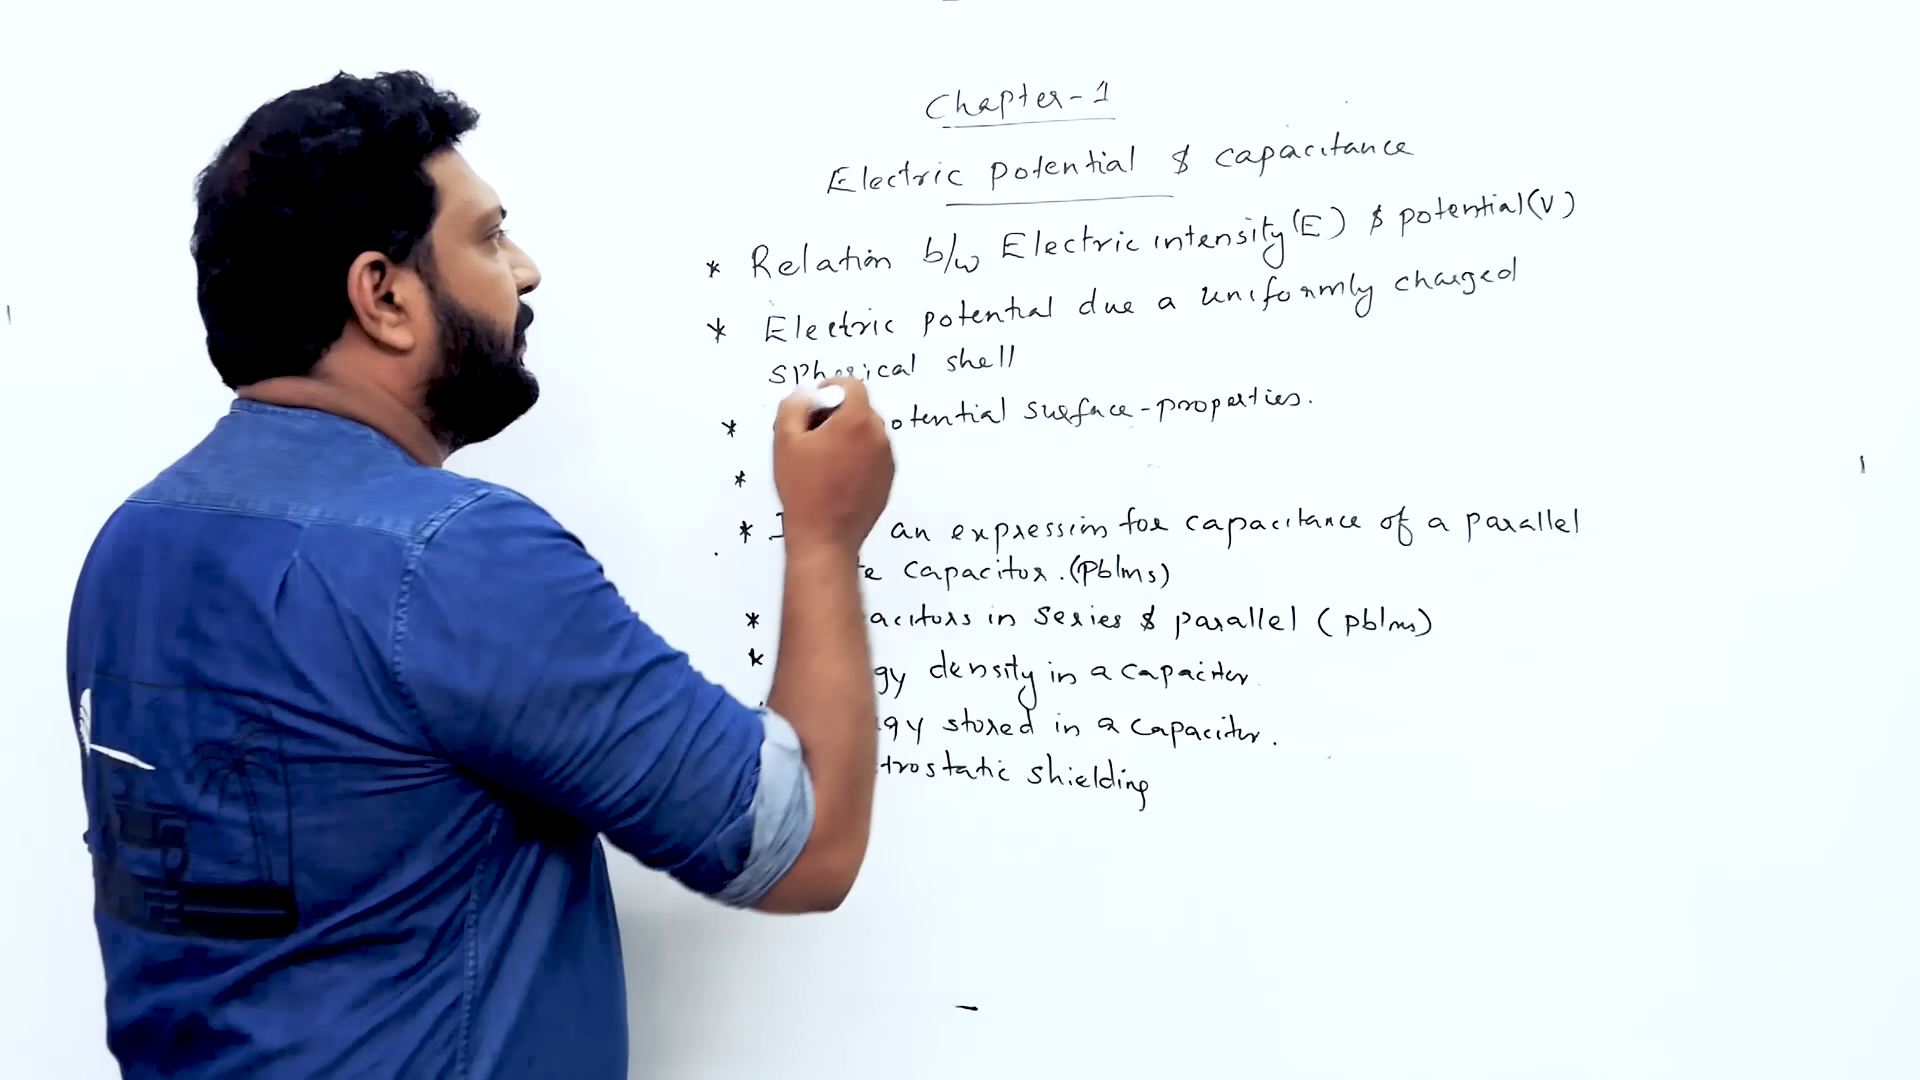 Chapter-1
Electric potential & capacitance
* Relation b/w Electric intensity(E) & potential(V)
* Electric potential due a uniformly charged
spherical shell
* otential surface-properties.
*
* an expression for capacitance of a parallel
te capacitor. (Pblms)
* acitors in series & parallel (pblms)
* gy density in a capacitor
gy stored in a capacitor.
trostatic shielding